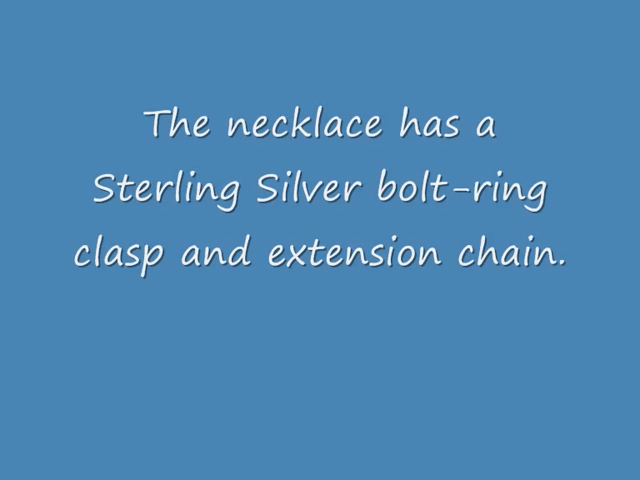 The necklace has a
Sterling Silver bolt-ring
clasp and extension chain.